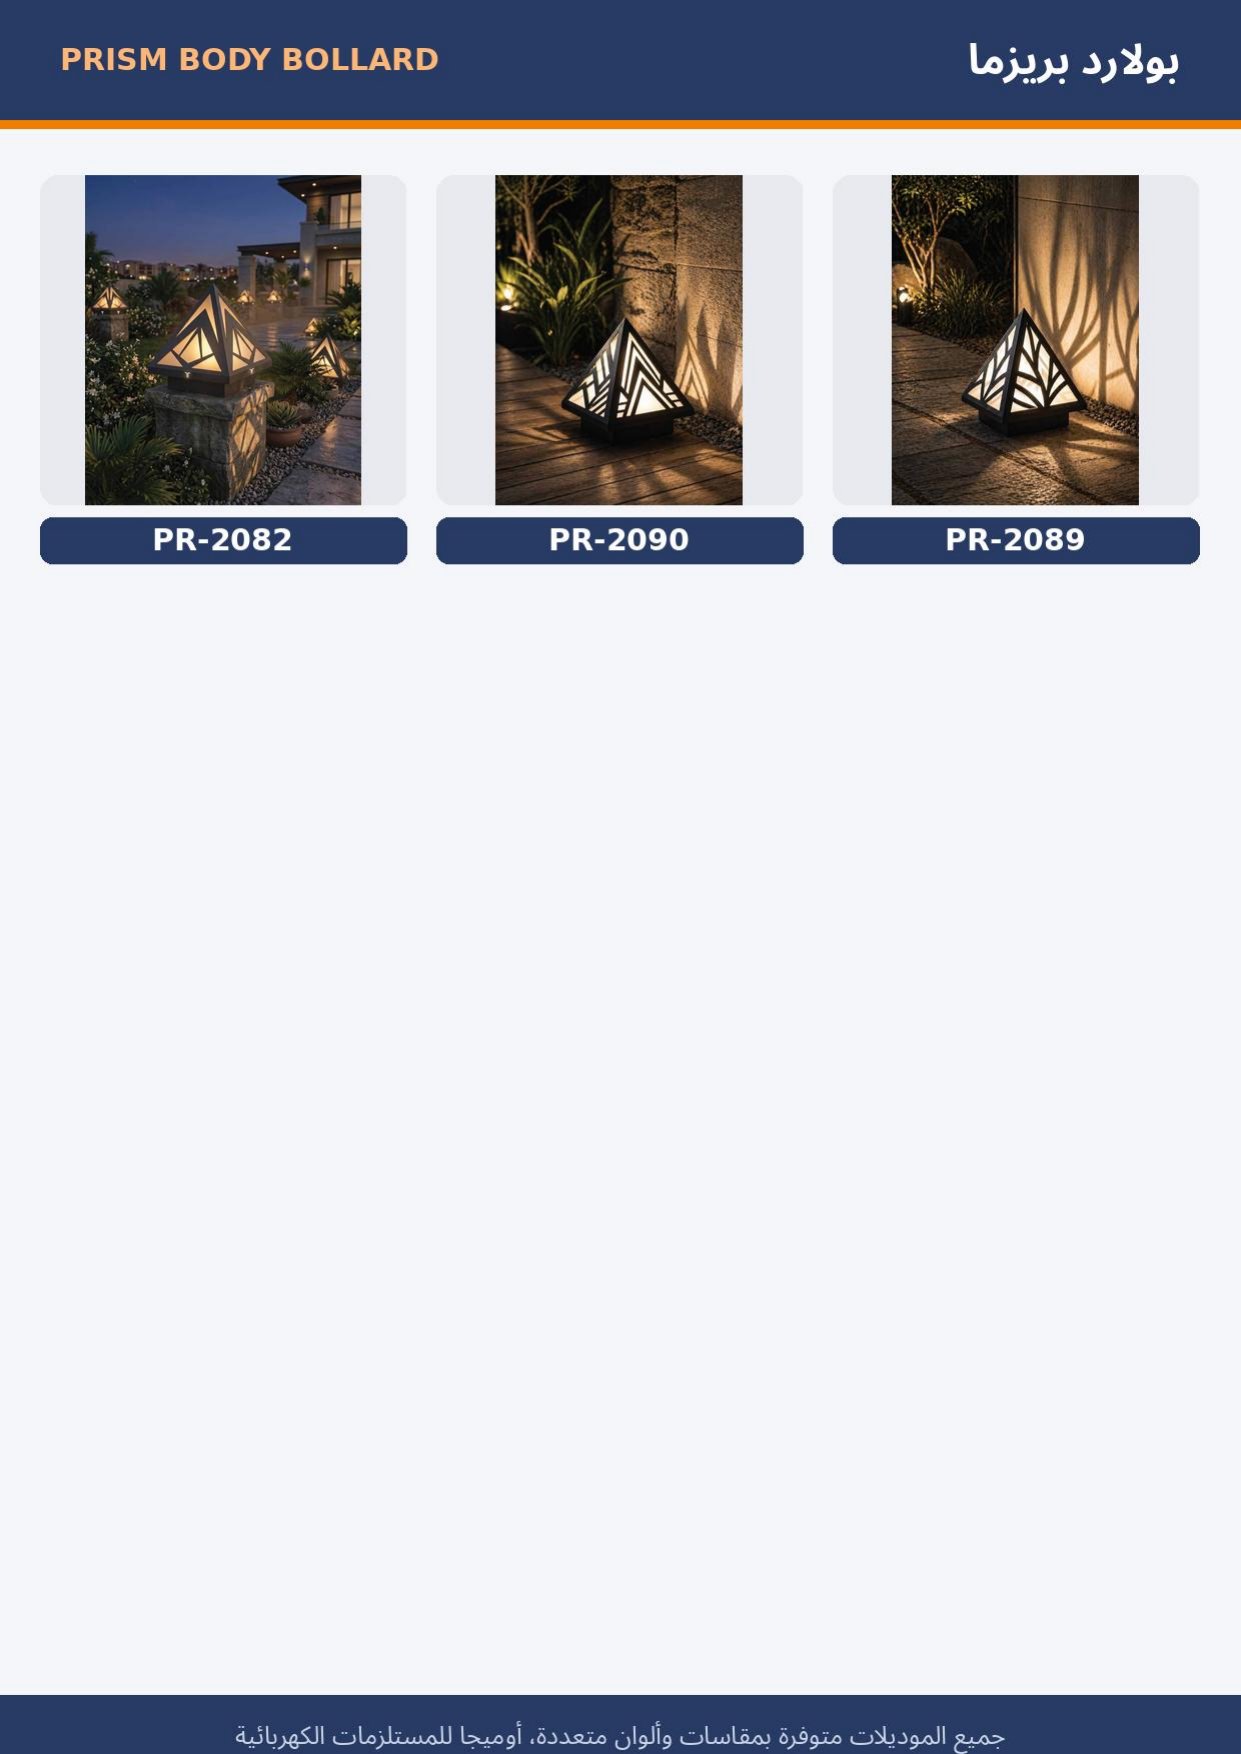 PRISM BODY BOLLARD
بولارد بريزما
PR-2082
PR-2090
PR-2089
جميع الموديلات متوفرة بمقاسات وألوان متعددة، أوميجا للمستلزمات الكهربائية